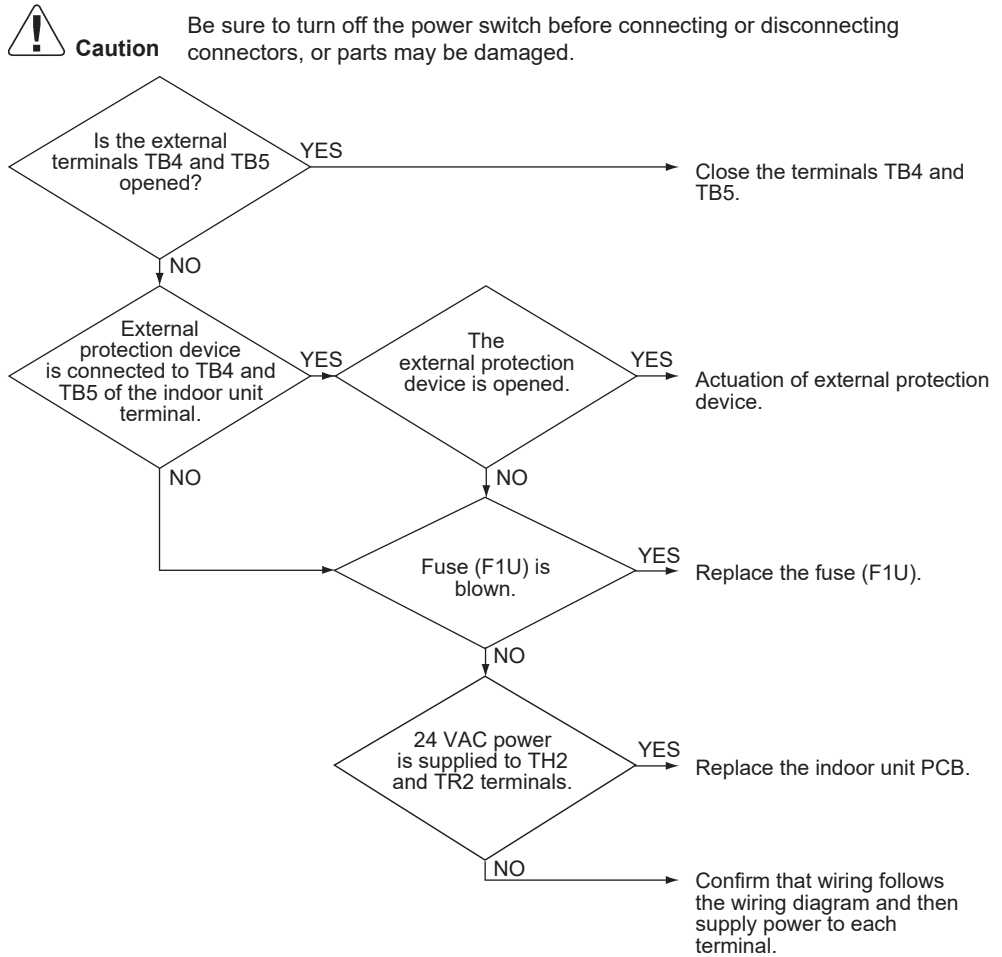 Caution
Be sure to turn off the power switch before connecting or disconnecting
connectors, or parts may be damaged.
Is the external
terminals TB4 and TB5
opened?
YES
Close the terminals TB4 and
TB5.
NO
External
protection device
is connected to TB4 and
TB5 of the indoor unit
terminal.
YES
The
external protection
device is opened.
YES
Actuation of external protection
device.
NO
NO
Fuse (F1U) is
blown.
YES
Replace the fuse (F1U).
NO
24 VAC power
is supplied to TH2
and TR2 terminals.
YES
Replace the indoor unit PCB.
NO
Confirm that wiring follows
the wiring diagram and then
supply power to each
terminal.